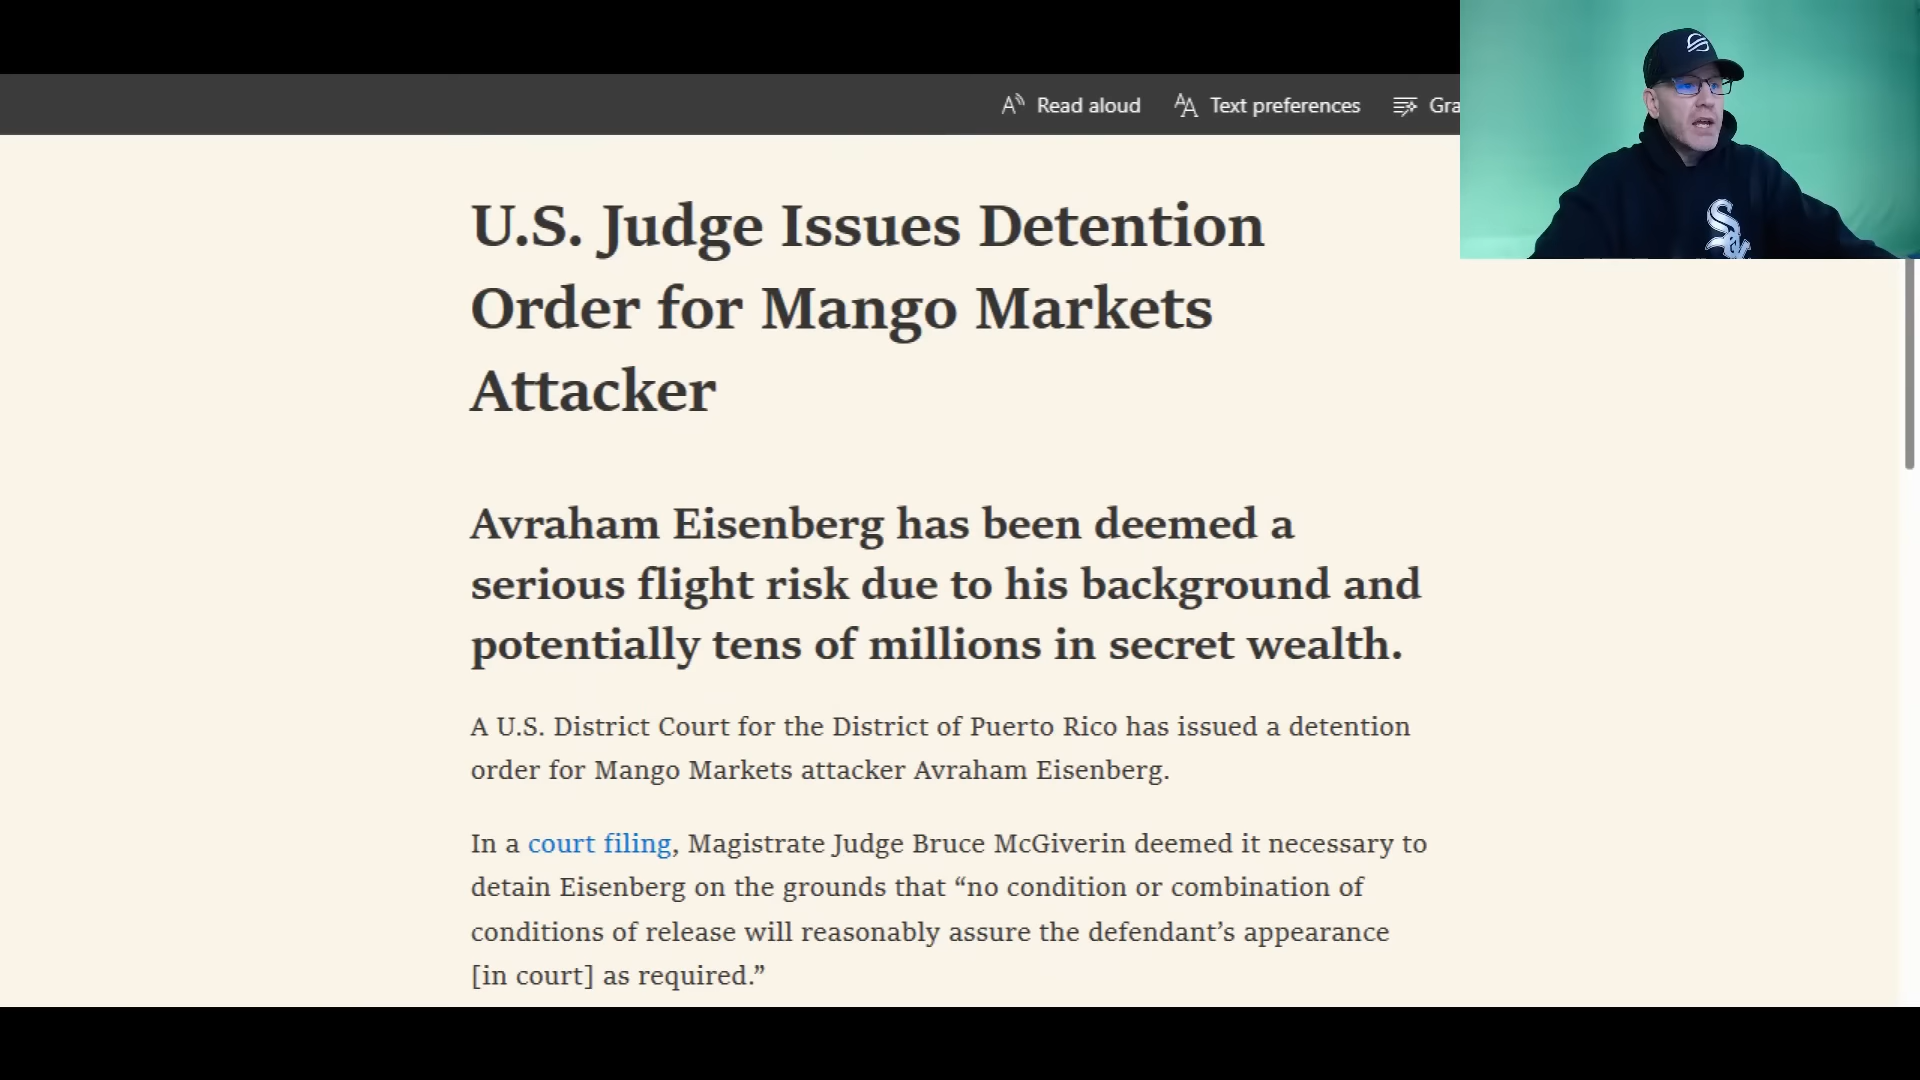 Read aloud
Text preferences
Gra
U.S. Judge Issues Detention
Order for Mango Markets
Attacker
Avraham Eisenberg has been deemed a
serious flight risk due to his background and
potentially tens of millions in secret wealth.
A U.S. District Court for the District of Puerto Rico has issued a detention
order for Mango Markets attacker Avraham Eisenberg.
In a court filing, Magistrate Judge Bruce McGiverin deemed it necessary to
detain Eisenberg on the grounds that “no condition or combination of
conditions of release will reasonably assure the defendant’s appearance
[in court] as required.”
Sox